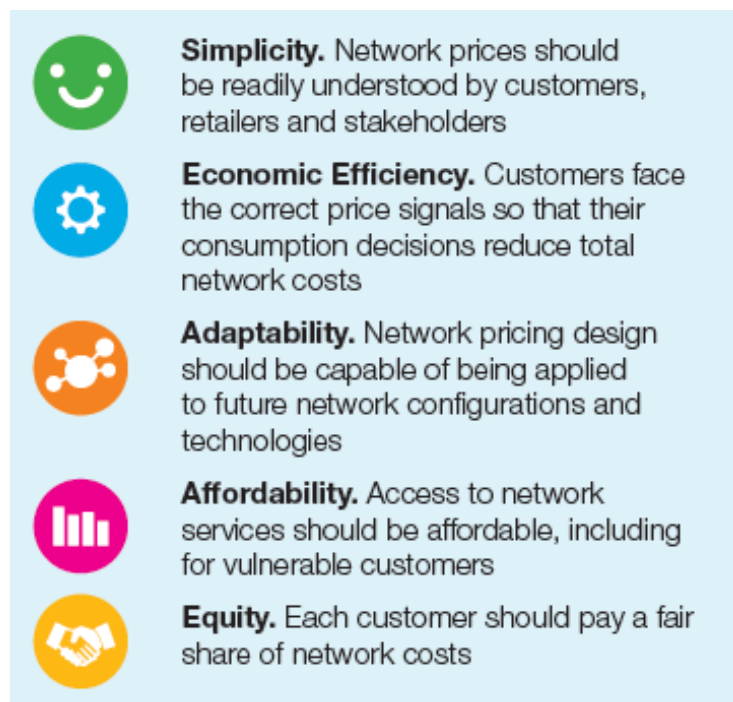 Simplicity. Network prices should
be readily understood by customers,
retailers and stakeholders
Economic Efficiency. Customers face
the correct price signals so that their
consumption decisions reduce total
network costs
Adaptability. Network pricing design
should be capable of being applied
to future network configurations and
technologies
Affordability. Access to network
services should be affordable, including
for vulnerable customers
Equity. Each customer should pay a fair
share of network costs